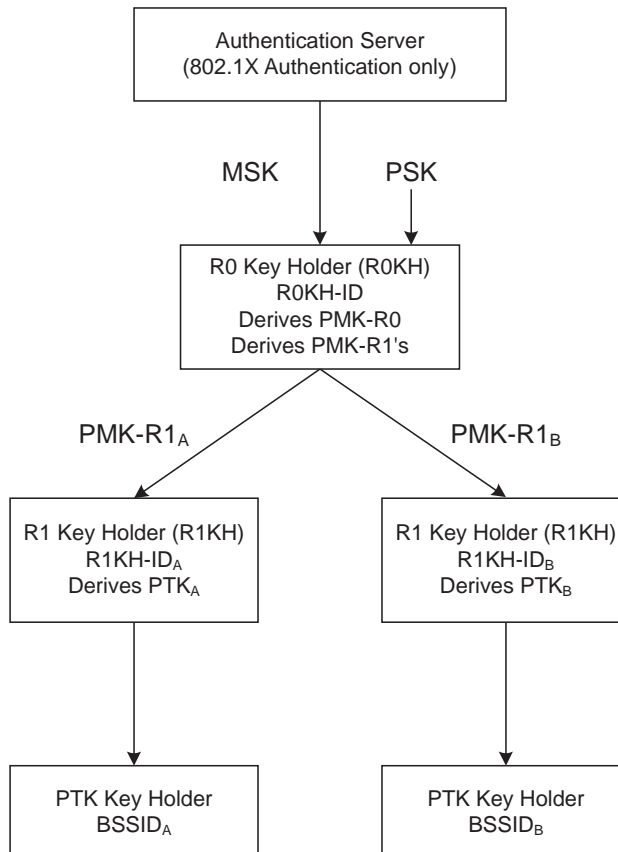 Authentication Server
(802.1X Authentication only)
MSK
PSK
R0 Key Holder (R0KH)
R0KH-ID
Derives PMK-R0
Derives PMK-R1's
PMK-R1A
PMK-R1B
R1 Key Holder (R1KH)
R1KH-IDA
Derives PTKA
R1 Key Holder (R1KH)
R1KH-IDB
Derives PTKB
PTK Key Holder
BSSIDA
PTK Key Holder
BSSIDB